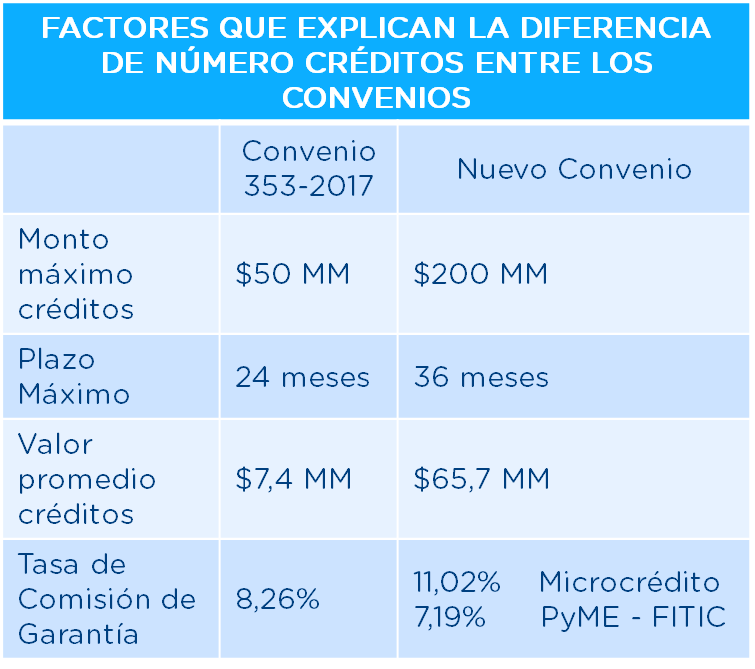 FACTORES QUE EXPLICAN LA DIFERENCIA
DE NÚMERO CRÉDITOS ENTRE LOS
CONVENIOS
Convenio
353-2017
Nuevo Convenio
Monto
máximo
créditos
$50 MM
$200 MM
Plazo
Máximo
24 meses
36 meses
Valor
promedio
créditos
$7,4 MM
$65,7 MM
Tasa de
Comisión de
Garantía
8,26%
11,02% Microcrédito
7,19% PyME - FITIC